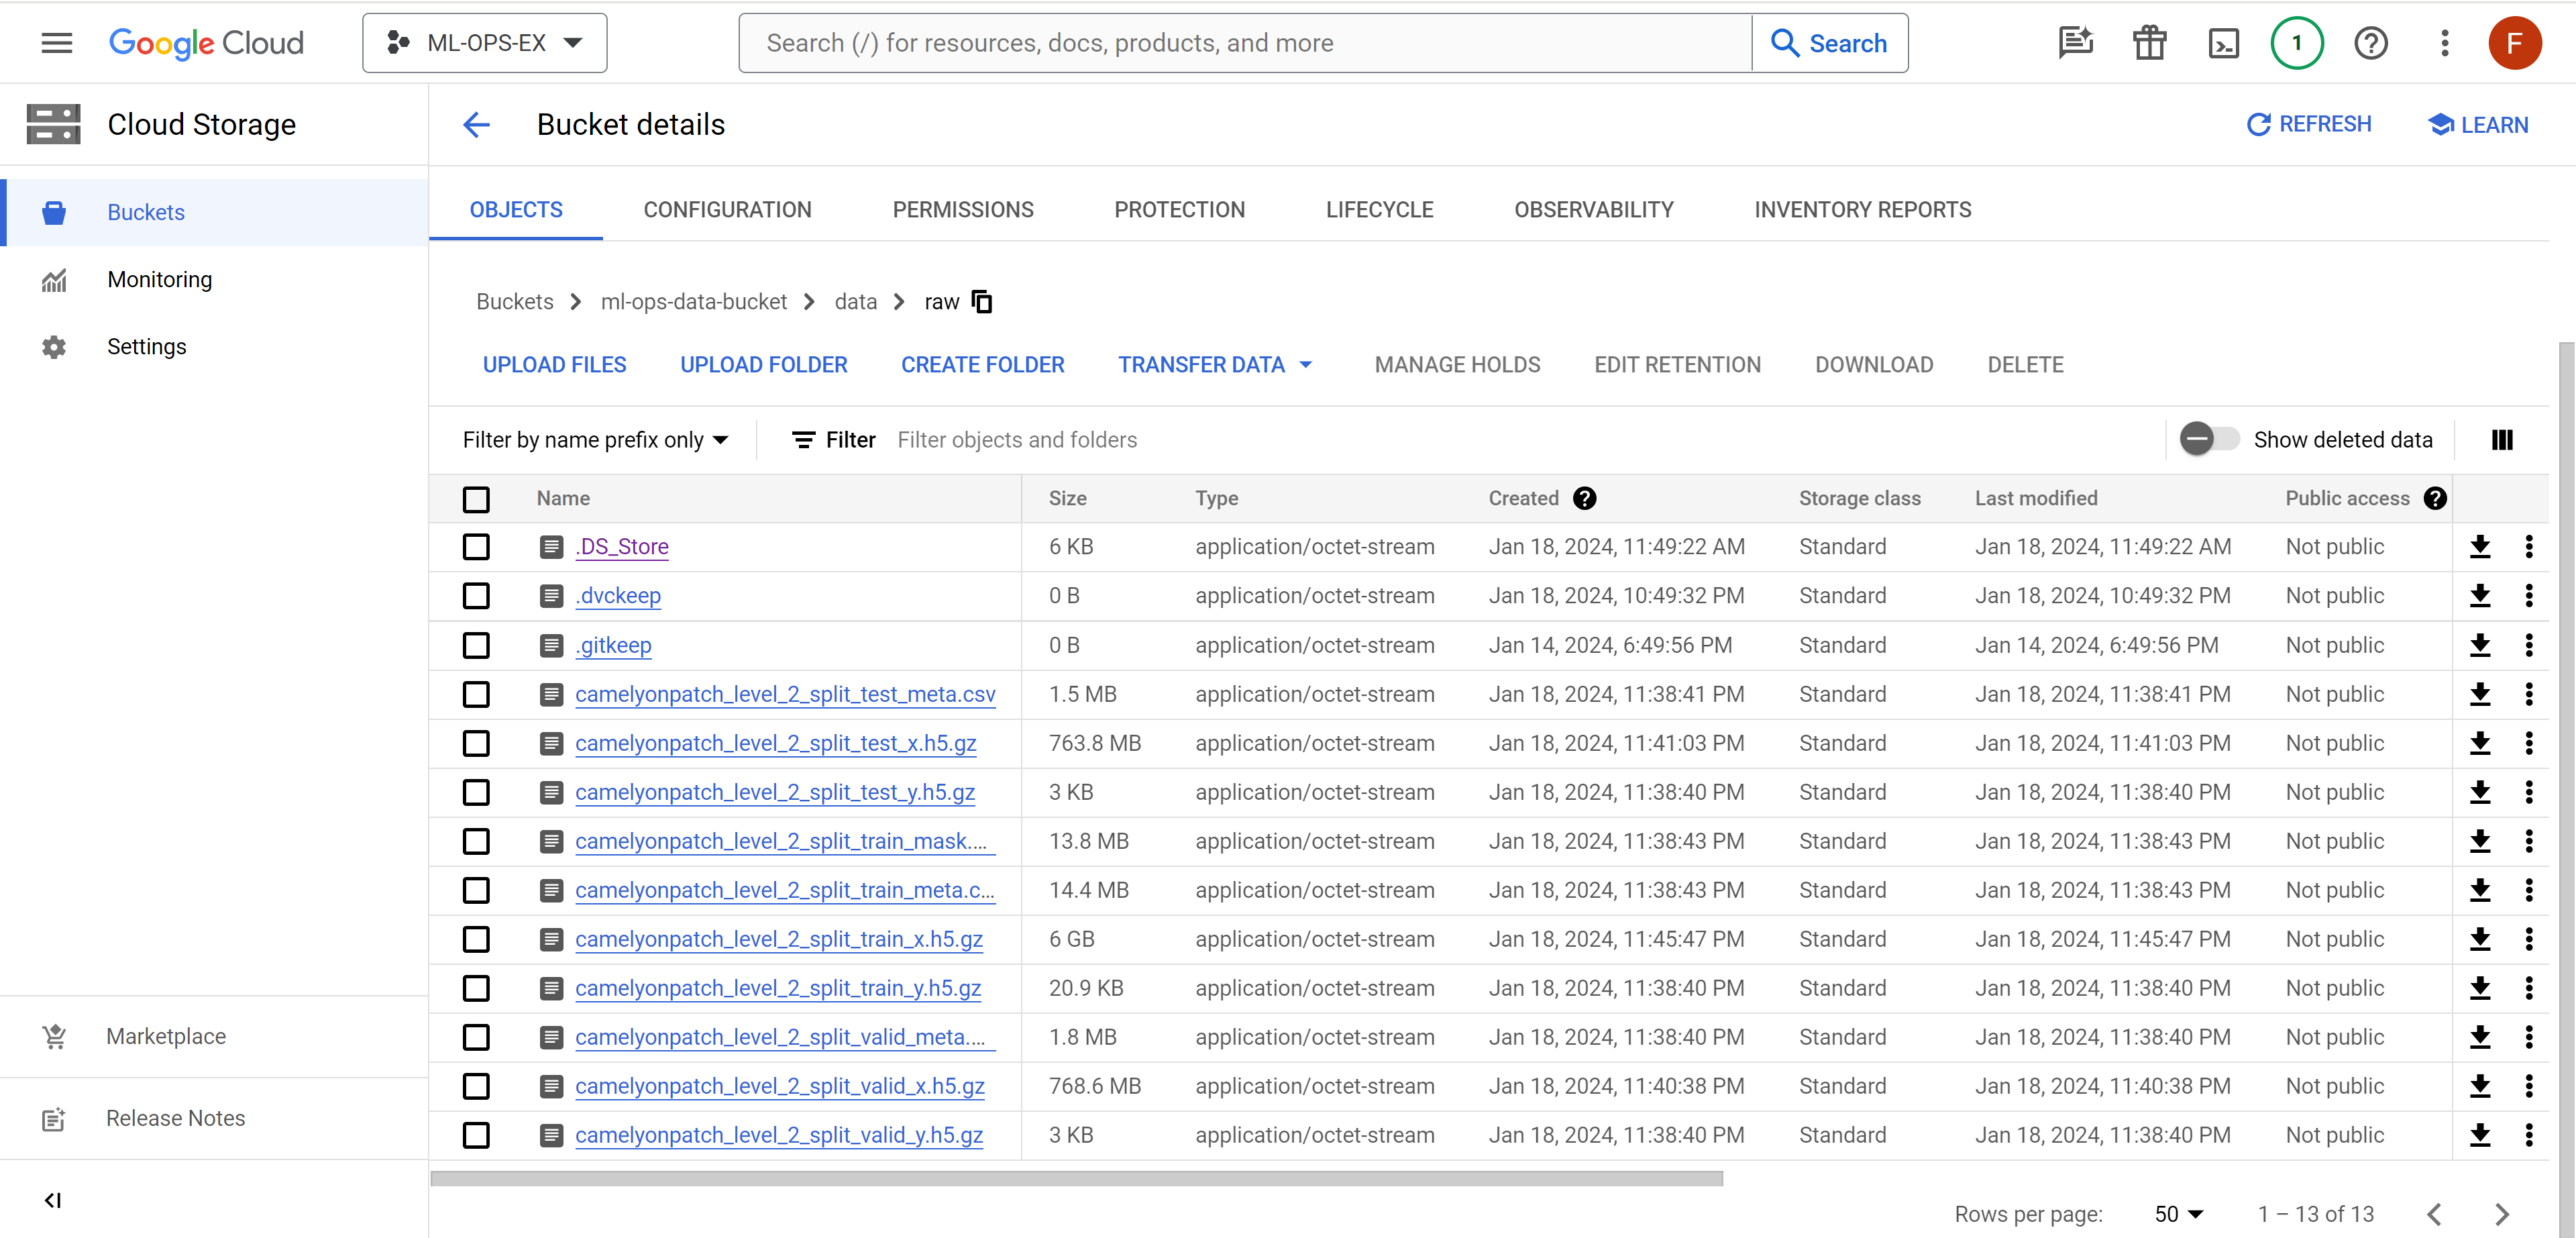 Google Cloud ML-OPS-EX Search (/) for resources, docs, products, and more Search 1 F
Cloud Storage
Buckets
Monitoring
Settings
Marketplace
Release Notes
Bucket details REFRESH LEARN
OBJECTS CONFIGURATION PERMISSIONS PROTECTION LIFECYCLE OBSERVABILITY INVENTORY REPORTS
Buckets ml-ops-data-bucket data raw
UPLOAD FILES UPLOAD FOLDER CREATE FOLDER TRANSFER DATA MANAGE HOLDS EDIT RETENTION DOWNLOAD DELETE
Filter by name prefix only Filter Filter objects and folders Show deleted data
Name Size Type Created Storage class Last modified Public access
.DS_Store 6 KB application/octet-stream Jan 18, 2024, 11:49:22 AM Standard Jan 18, 2024, 11:49:22 AM Not public
.dvckeep 0 B application/octet-stream Jan 18, 2024, 10:49:32 PM Standard Jan 18, 2024, 10:49:32 PM Not public
.gitkeep 0 B application/octet-stream Jan 14, 2024, 6:49:56 PM Standard Jan 14, 2024, 6:49:56 PM Not public
camelyonpatch_level_2_split_test_meta.csv 1.5 MB application/octet-stream Jan 18, 2024, 11:38:41 PM Standard Jan 18, 2024, 11:38:41 PM Not public
camelyonpatch_level_2_split_test_x.h5.gz 763.8 MB application/octet-stream Jan 18, 2024, 11:41:03 PM Standard Jan 18, 2024, 11:41:03 PM Not public
camelyonpatch_level_2_split_test_y.h5.gz 3 KB application/octet-stream Jan 18, 2024, 11:38:40 PM Standard Jan 18, 2024, 11:38:40 PM Not public
camelyonpatch_level_2_split_train_mask.... 13.8 MB application/octet-stream Jan 18, 2024, 11:38:43 PM Standard Jan 18, 2024, 11:38:43 PM Not public
camelyonpatch_level_2_split_train_meta.c... 14.4 MB application/octet-stream Jan 18, 2024, 11:38:43 PM Standard Jan 18, 2024, 11:38:43 PM Not public
camelyonpatch_level_2_split_train_x.h5.gz 6 GB application/octet-stream Jan 18, 2024, 11:45:47 PM Standard Jan 18, 2024, 11:45:47 PM Not public
camelyonpatch_level_2_split_train_y.h5.gz 20.9 KB application/octet-stream Jan 18, 2024, 11:38:40 PM Standard Jan 18, 2024, 11:38:40 PM Not public
camelyonpatch_level_2_split_valid_meta.... 1.8 MB application/octet-stream Jan 18, 2024, 11:38:40 PM Standard Jan 18, 2024, 11:38:40 PM Not public
camelyonpatch_level_2_split_valid_x.h5.gz 768.6 MB application/octet-stream Jan 18, 2024, 11:40:38 PM Standard Jan 18, 2024, 11:40:38 PM Not public
camelyonpatch_level_2_split_valid_y.h5.gz 3 KB application/octet-stream Jan 18, 2024, 11:38:40 PM Standard Jan 18, 2024, 11:38:40 PM Not public
Rows per page: 50 1 – 13 of 13